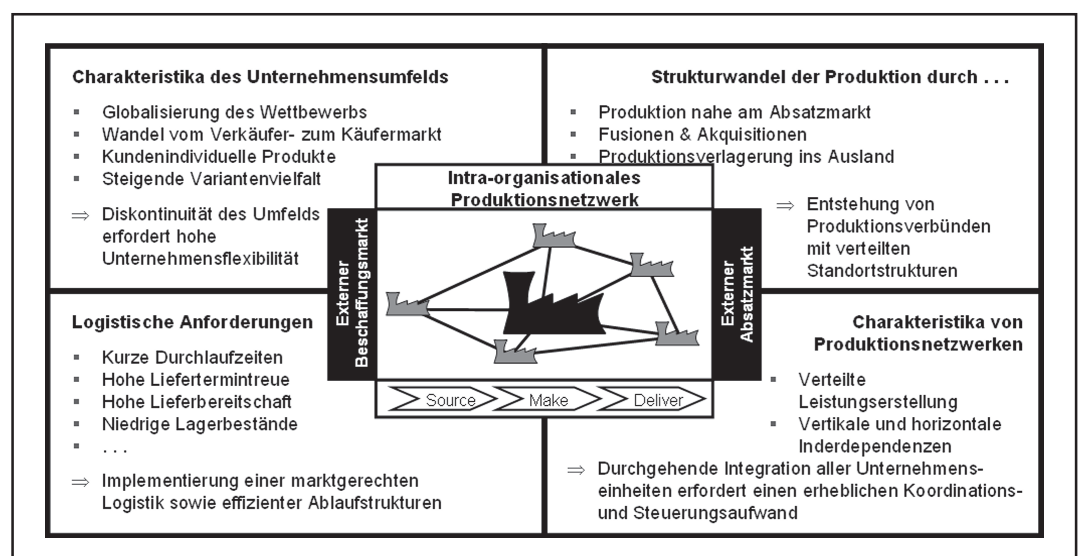 Charakteristika des Unternehmensumfelds
▪ Globalisierung des Wettbewerbs
▪ Wandel vom Verkäufer- zum Käufermarkt
▪ Kundenindividuelle Produkte
▪ Steigende Variantenvielfalt
⇒ Diskontinuität des Umfelds
erfordert hohe
Unternehmensflexibilität
Strukturwandel der Produktion durch . . .
▪ Produktion nahe am Absatzmarkt
▪ Fusionen & Akquisitionen
▪ Produktionsverlagerung ins Ausland
⇒ Entstehung von
Produktionsverbünden
mit verteilten
Standortstrukturen
Intra-organisationales
Produktionsnetzwerk
Externer
Beschaffungsmarkt
Externer
Absatzmarkt
Source Make Deliver
Logistische Anforderungen
▪ Kurze Durchlaufzeiten
▪ Hohe Liefertermintreue
▪ Hohe Lieferbereitschaft
▪ Niedrige Lagerbestände
▪ . . .
⇒ Implementierung einer marktgerechten
Logistik sowie effizienter Ablaufstrukturen
Charakteristika von
Produktionsnetzwerken
▪ Verteilte
Leistungserstellung
▪ Vertikale und horizontale
Inderdependenzen
⇒ Durchgehende Integration aller Unternehmens-
einheiten erfordert einen erheblichen Koordinations-
und Steuerungsaufwand